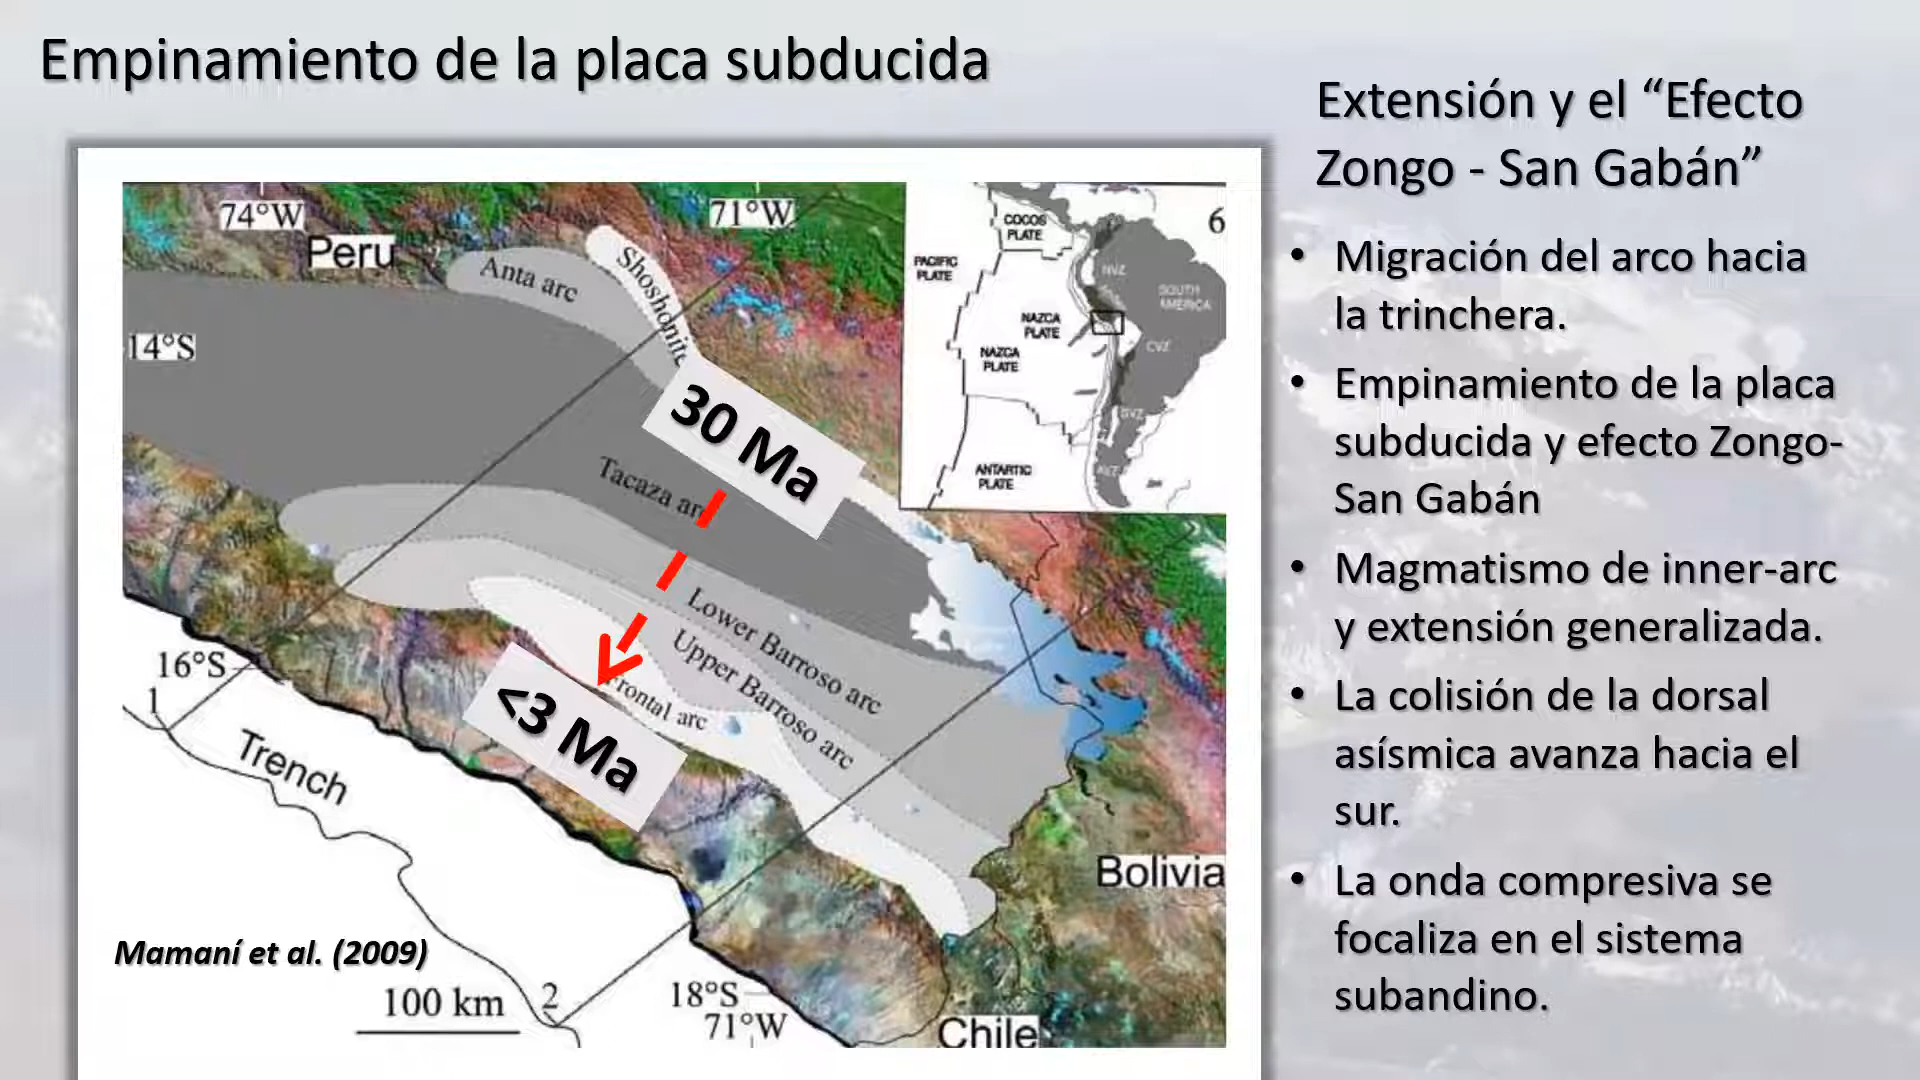 Empinamiento de la placa subducida
Extensión y el “Efecto
Zongo - San Gabán”
• Migración del arco hacia
la trinchera.
• Empinamiento de la placa
subducida y efecto Zongo-
San Gabán
• Magmatismo de inner-arc
y extensión generalizada.
• La colisión de la dorsal
asísmica avanza hacia el
sur.
• La onda compresiva se
focaliza en el sistema
subandino.
74°W
71°W
Peru
Anta arc
Shoshonite
14°S
30 Ma
Tacaza arc
Lower Barroso arc
Upper Barroso arc
Frontal arc
<3 Ma
16°S
1
Trench
Mamaní et al. (2009)
100 km
2
18°S
71°W
Chile
Bolivia
6
COCOS
PLATE
PACIFIC
PLATE
NVZ
SOUTH
AMERICA
NAZCA
PLATE
CVZ
NAZCA
PLATE
SVZ
ANTARTIC
PLATE